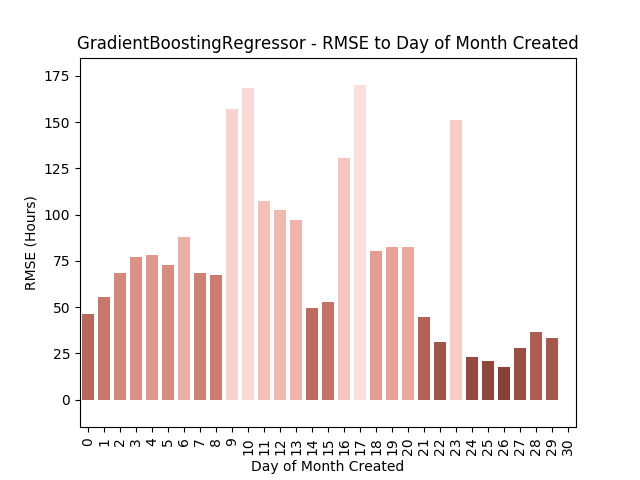 GradientBoostingRegressor - RMSE to Day of Month Created
RMSE (Hours)
175
150
125
100
75
50
25
0
0 1 2 3 4 5 6 7 8 9 10 11 12 13 14 15 16 17 18 19 20 21 22 23 24 25 26 27 28 29 30
Day of Month Created